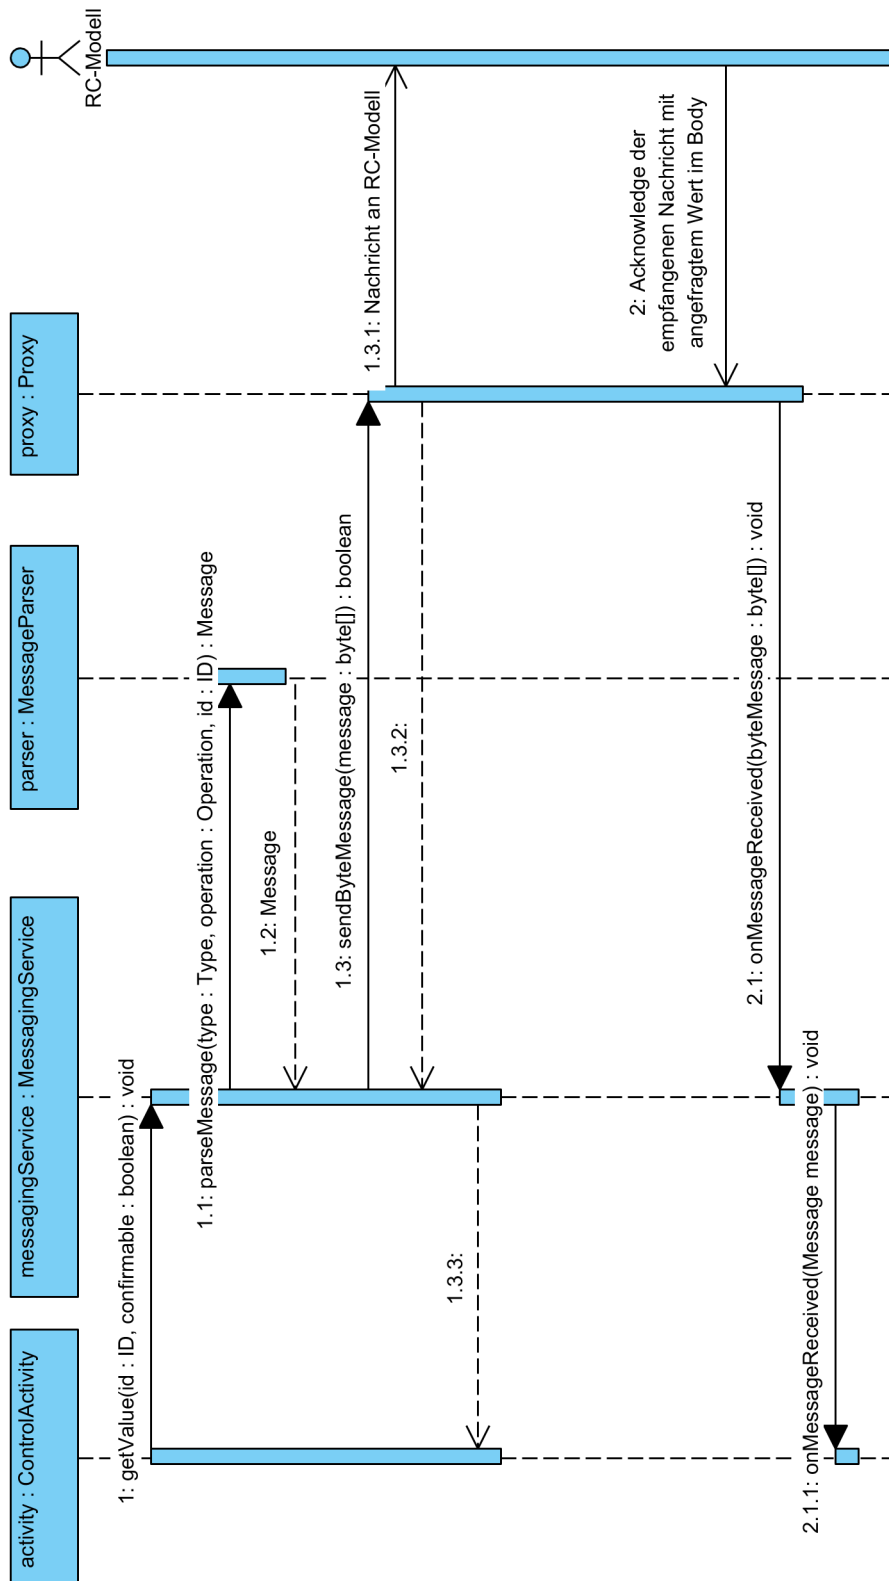 activity : ControlActivity
messagingService : MessagingService
parser : MessageParser
proxy : Proxy
RC-Modell
1: getValue(id : ID, confirmable : boolean) : void
1.1: parseMessage(type : Type, operation : Operation, id : ID) : Message
1.2: Message
1.3: sendByteMessage(message : byte[]) : boolean
1.3.1: Nachricht an RC-Modell
1.3.2:
1.3.3:
2: Acknowledge der
empfangenen Nachricht mit
angefragtem Wert im Body
2.1: onMessageReceived(byteMessage : byte[]) : void
2.1.1: onMessageReceived(Message message) : void